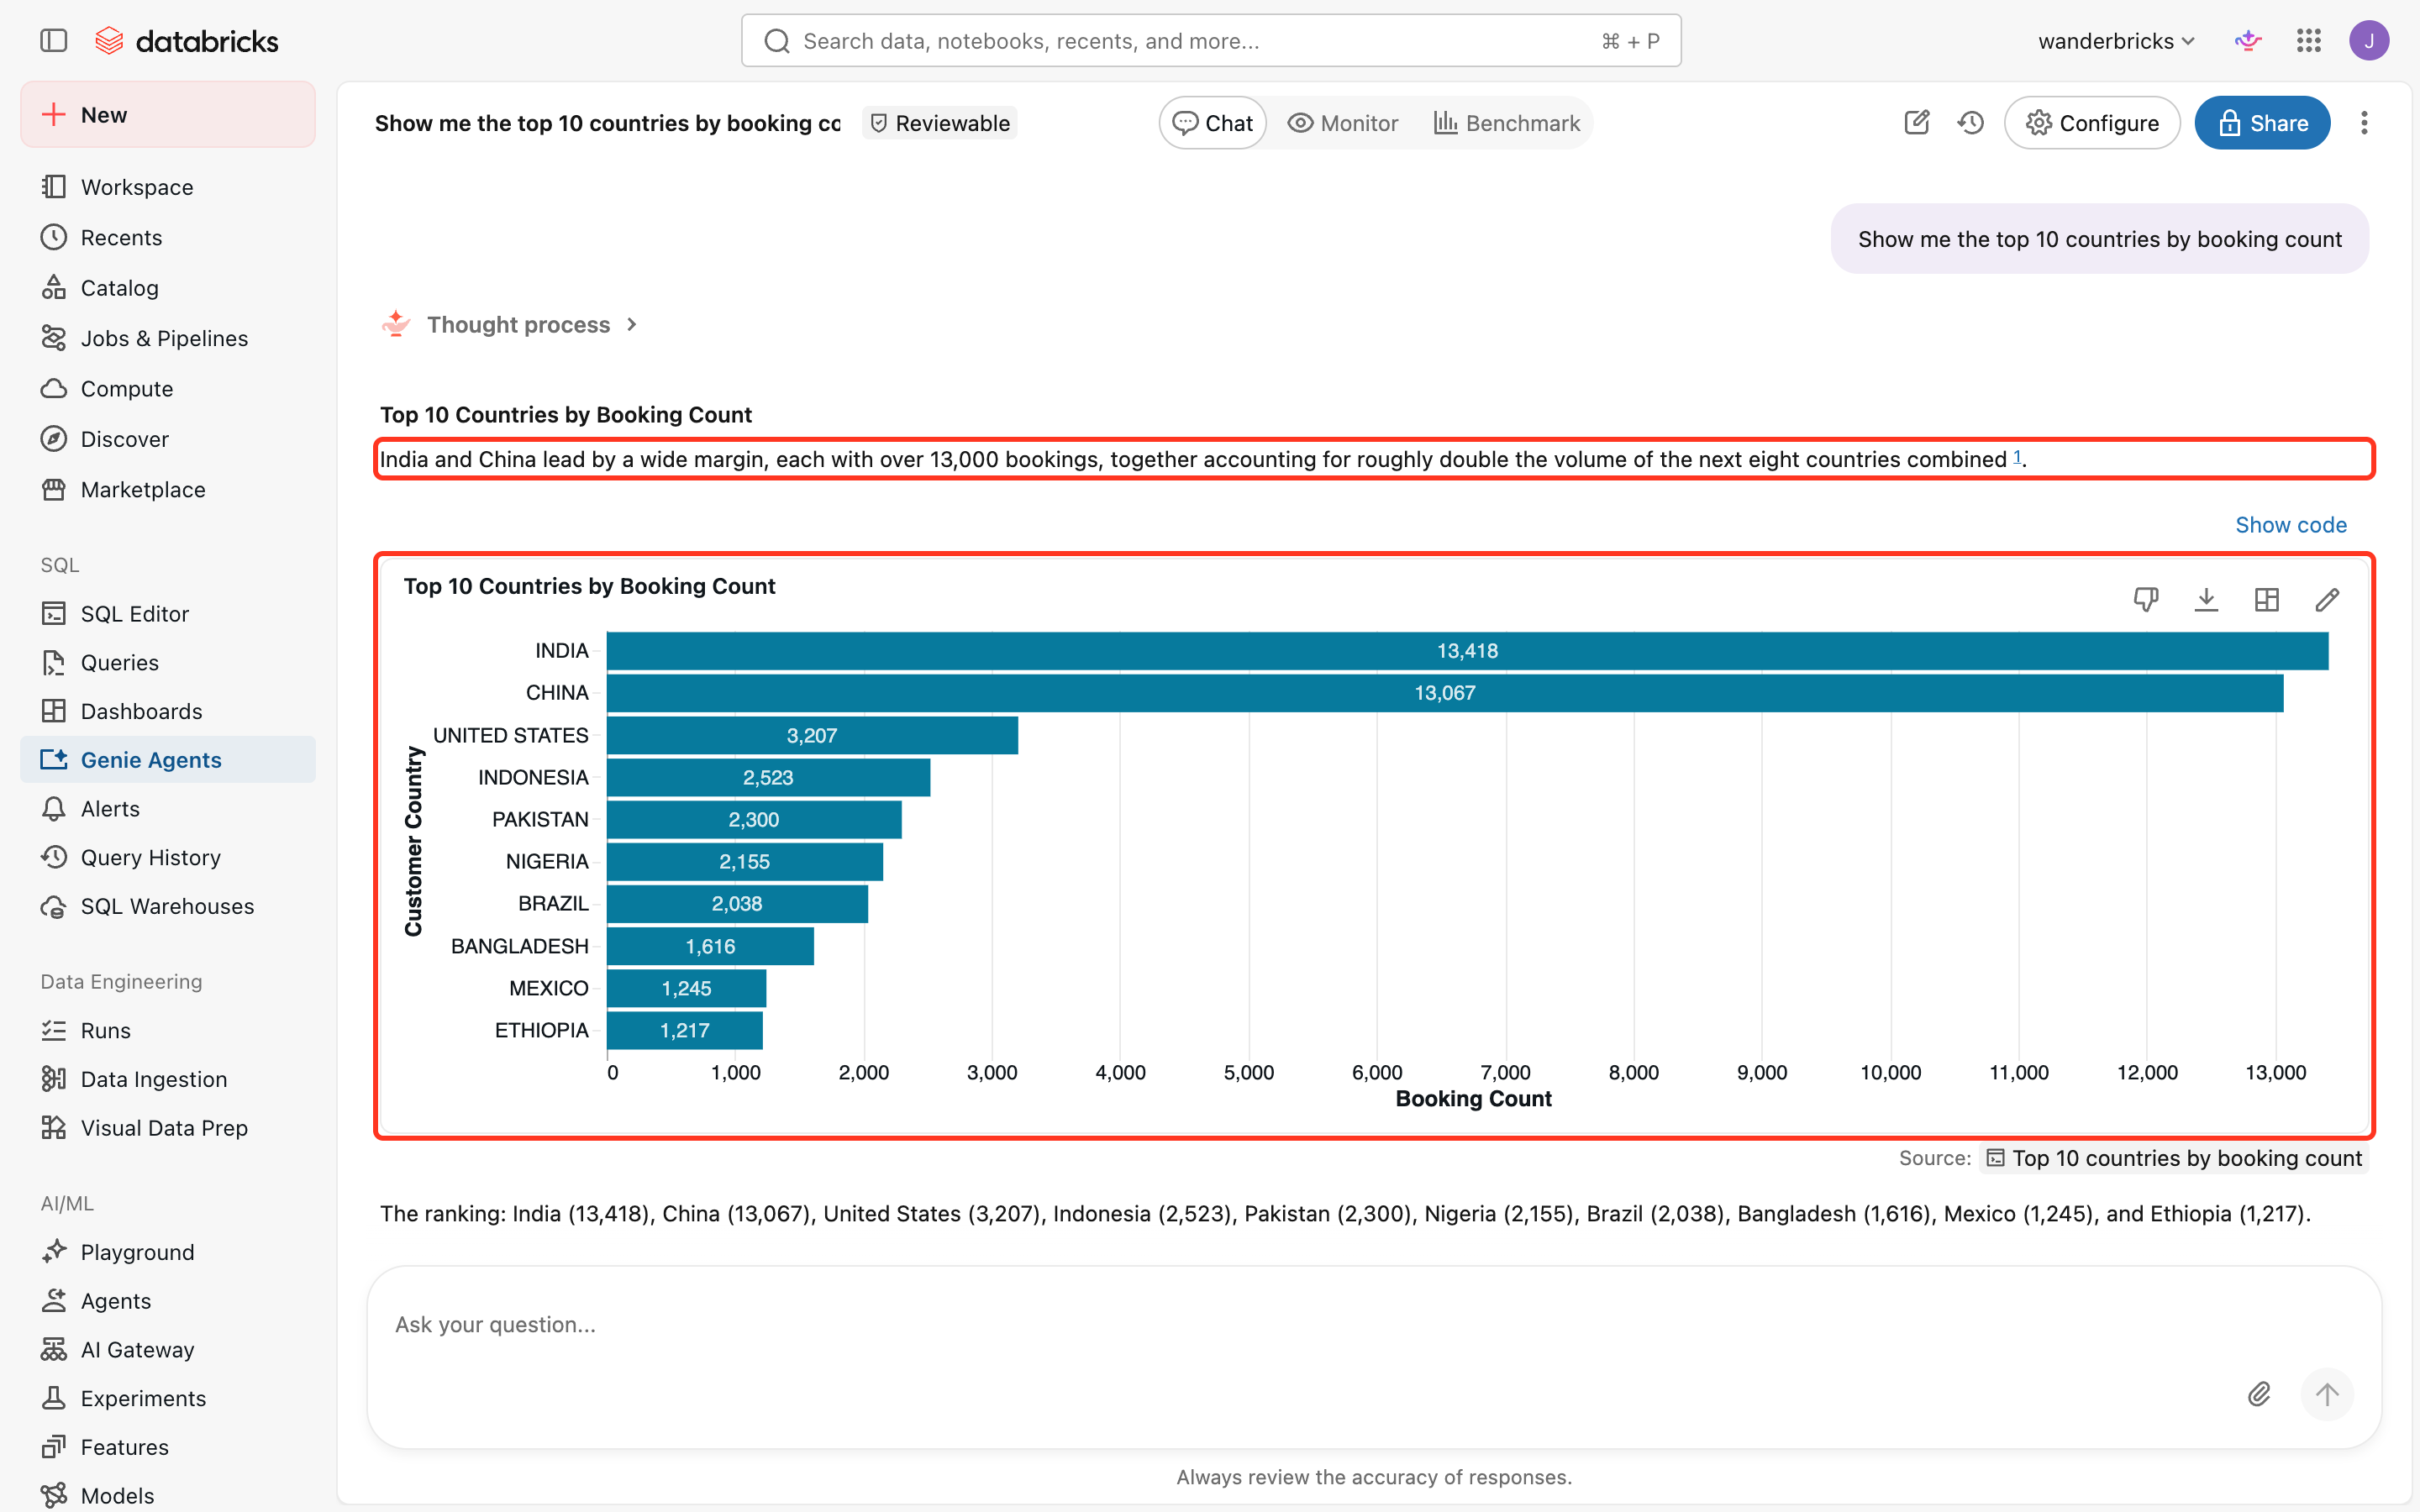 databricks
Search data, notebooks, recents, and more...
⌘ + P
wanderbricks
J
New
Workspace
Recents
Catalog
Jobs & Pipelines
Compute
Discover
Marketplace
SQL
SQL Editor
Queries
Dashboards
Genie Agents
Alerts
Query History
SQL Warehouses
Data Engineering
Runs
Data Ingestion
Visual Data Prep
AI/ML
Playground
Agents
AI Gateway
Experiments
Features
Models
Show me the top 10 countries by booking co
Reviewable
Chat
Monitor
Benchmark
Configure
Share
Show me the top 10 countries by booking count
Thought process
Top 10 Countries by Booking Count
India and China lead by a wide margin, each with over 13,000 bookings, together accounting for roughly double the volume of the next eight countries combined 1.
Show code
Top 10 Countries by Booking Count
Customer Country
INDIA 13,418
CHINA 13,067
UNITED STATES 3,207
INDONESIA 2,523
PAKISTAN 2,300
NIGERIA 2,155
BRAZIL 2,038
BANGLADESH 1,616
MEXICO 1,245
ETHIOPIA 1,217
0 1,000 2,000 3,000 4,000 5,000 6,000 7,000 8,000 9,000 10,000 11,000 12,000 13,000
Booking Count
Source: Top 10 countries by booking count
The ranking: India (13,418), China (13,067), United States (3,207), Indonesia (2,523), Pakistan (2,300), Nigeria (2,155), Brazil (2,038), Bangladesh (1,616), Mexico (1,245), and Ethiopia (1,217).
Ask your question...
Always review the accuracy of responses.